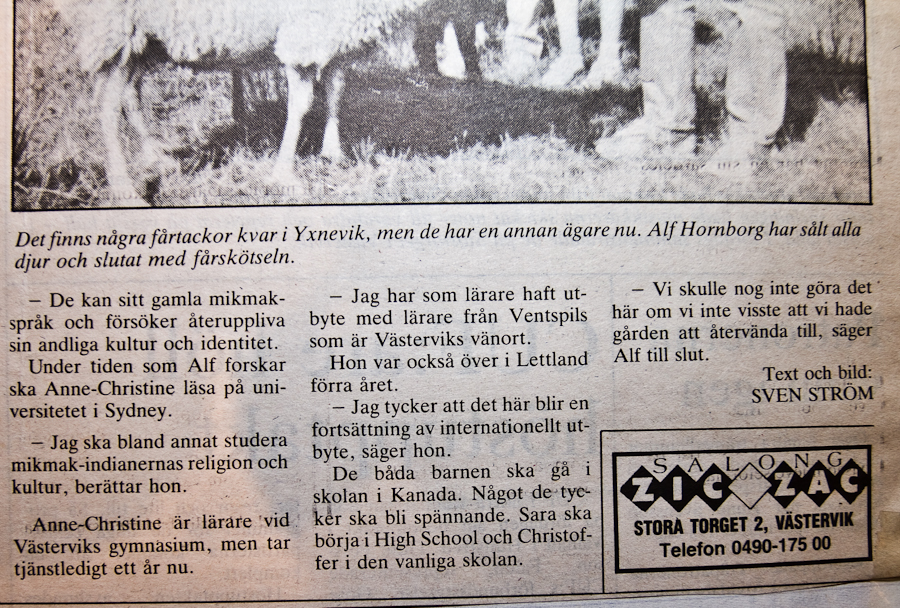 Det finns några fårtackor kvar i Yxnevik, men de har en annan ägare nu. Alf Hornborg har sålt alla
djur och slutat med fårskötseln.
– De kan sitt gamla mikmak-
språk och försöker återuppliva
sin andliga kultur och identitet.
Under tiden som Alf forskar
ska Anne-Christine läsa på uni-
versitetet i Sydney.
– Jag ska bland annat studera
mikmak-indianernas religion och
kultur, berättar hon.
Anne-Christine är lärare vid
Västerviks gymnasium, men tar
tjänstledigt ett år nu.
– Jag har som lärare haft ut-
byte med lärare från Ventspils
som är Västerviks vänort.
Hon var också över i Lettland
förra året.
– Jag tycker att det här blir en
fortsättning av internationellt ut-
byte, säger hon.
De båda barnen ska gå i
skolan i Kanada. Något de tyc-
ker ska bli spännande. Sara ska
börja i High School och Christof-
fer i den vanliga skolan.
– Vi skulle nog inte göra det
här om vi inte visste att vi hade
gården att återvända till, säger
Alf till slut.
Text och bild:
SVEN STRÖM
SALONG
ZIC ZAC
STORA TORGET 2, VÄSTERVIK
Telefon 0490-175 00